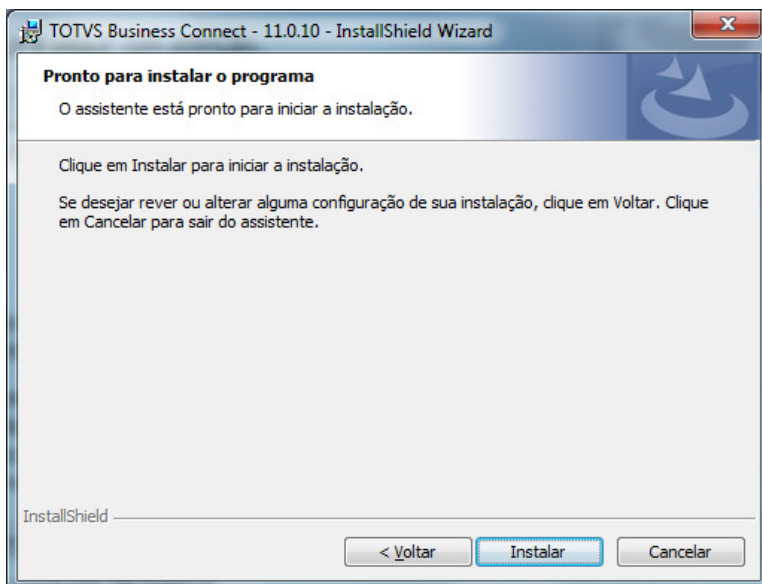 TOTVS Business Connect - 11.0.10 - InstallShield Wizard
Pronto para instalar o programa
O assistente está pronto para iniciar a instalação.
Clique em Instalar para iniciar a instalação.
Se desejar rever ou alterar alguma configuração de sua instalação, clique em Voltar. Clique
em Cancelar para sair do assistente.
InstallShield
< Voltar
Instalar
Cancelar